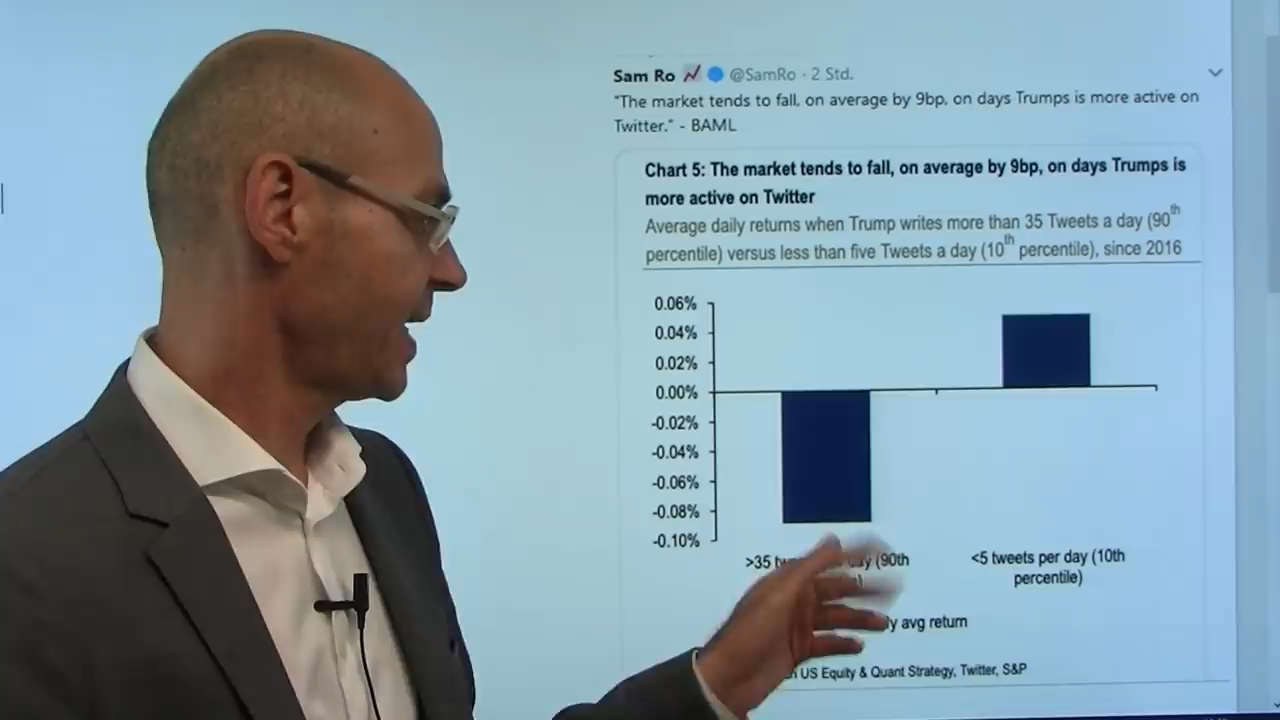 Sam Ro @SamRo · 2 Std.
"The market tends to fall, on average by 9bp, on days Trumps is more active on
Twitter." - BAML
Chart 5: The market tends to fall, on average by 9bp, on days Trumps is
more active on Twitter
Average daily returns when Trump writes more than 35 Tweets a day (90th
percentile) versus less than five Tweets a day (10th percentile), since 2016
0.06%
0.04%
0.02%
0.00%
-0.02%
-0.04%
-0.06%
-0.08%
-0.10%
>35 (90th
<5 tweets per day (10th
percentile)
avg return
US Equity & Quant Strategy, Twitter, S&P